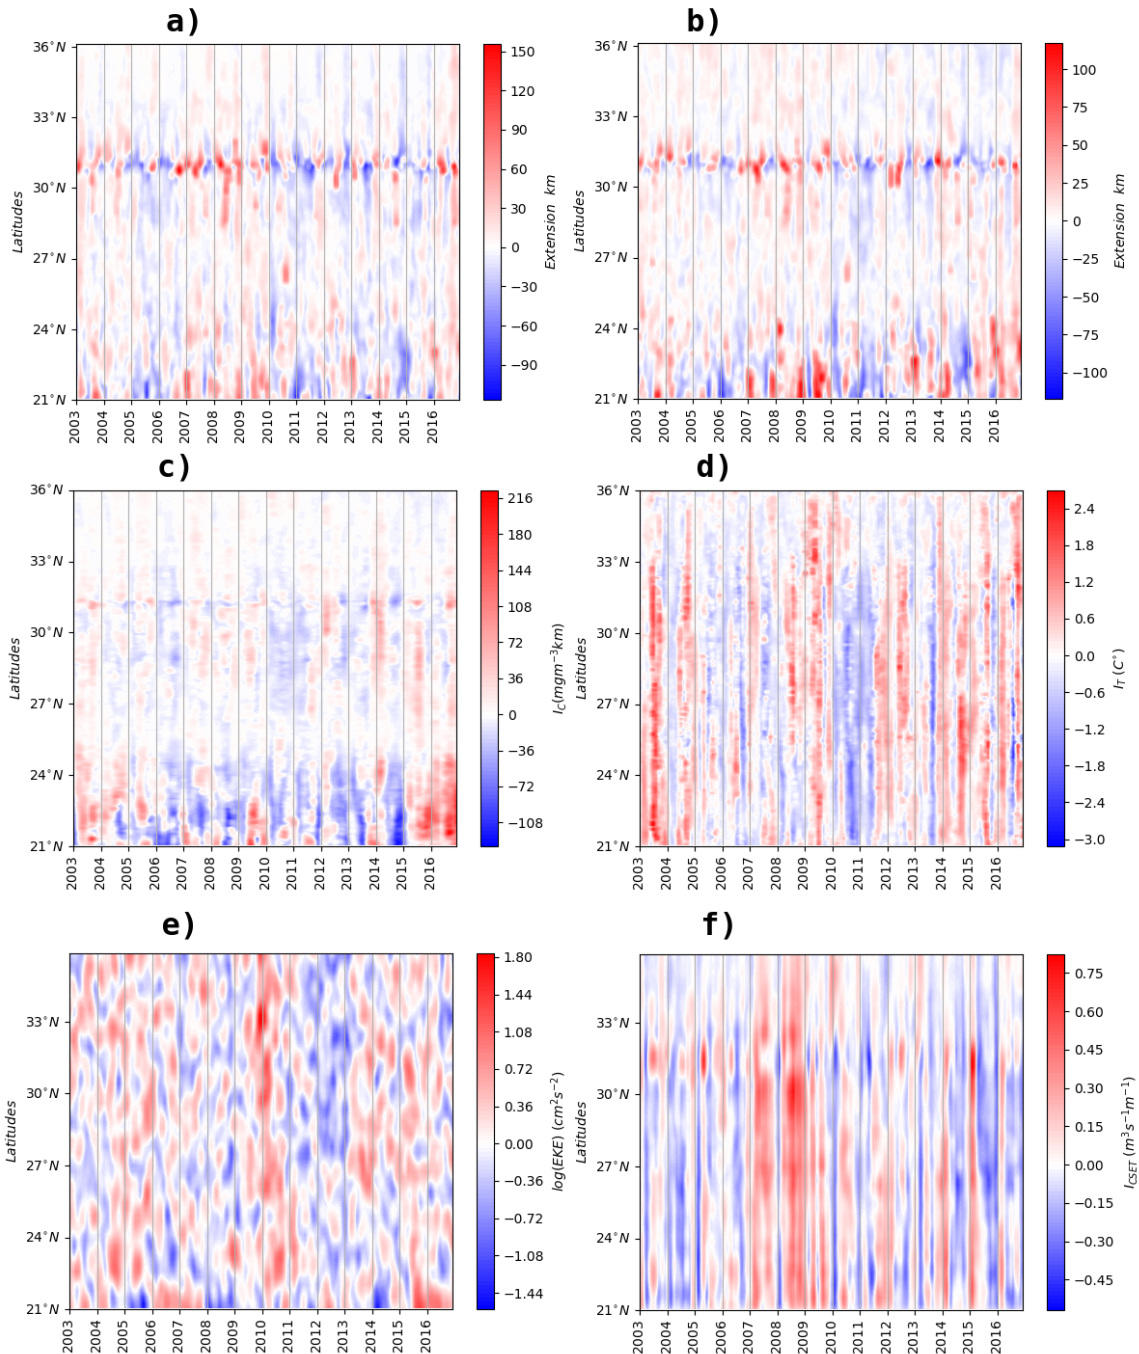 a)
36°N
33°N
30°N
27°N
24°N
21°N
Latitudes
2003 2004 2005 2006 2007 2008 2009 2010 2011 2012 2013 2014 2015 2016
150
120
90
60
30
0
−30
−60
−90
Extension km
b)
36°N
33°N
30°N
27°N
24°N
21°N
Latitudes
2003 2004 2005 2006 2007 2008 2009 2010 2011 2012 2013 2014 2015 2016
100
75
50
25
0
−25
−50
−75
−100
Extension km
c)
36°N
33°N
30°N
27°N
24°N
21°N
Latitudes
2003 2004 2005 2006 2007 2008 2009 2010 2011 2012 2013 2014 2015 2016
216
180
144
108
72
36
0
−36
−72
−108
I_C(mgm⁻³km)
d)
36°N
33°N
30°N
27°N
24°N
21°N
Latitudes
2003 2004 2005 2006 2007 2008 2009 2010 2011 2012 2013 2014 2015 2016
2.4
1.8
1.2
0.6
0.0
−0.6
−1.2
−1.8
−2.4
−3.0
I_T (C°)
e)
33°N
30°N
27°N
24°N
21°N
Latitudes
2003 2004 2005 2006 2007 2008 2009 2010 2011 2012 2013 2014 2015 2016
1.80
1.44
1.08
0.72
0.36
0.00
−0.36
−0.72
−1.08
−1.44
log(EKE) (cm²s⁻²)
f)
33°N
30°N
27°N
24°N
21°N
Latitudes
2003 2004 2005 2006 2007 2008 2009 2010 2011 2012 2013 2014 2015 2016
0.75
0.60
0.45
0.30
0.15
0.00
−0.15
−0.30
−0.45
I_CSET (m³s⁻¹m⁻¹)